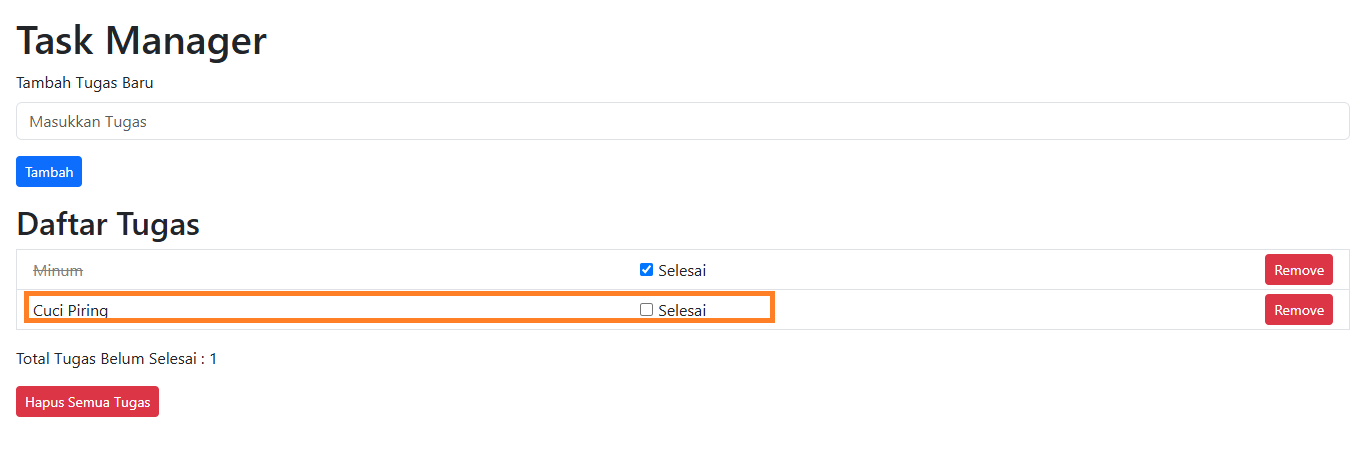 Task Manager
Tambah Tugas Baru
Masukkan Tugas
Tambah
Daftar Tugas
Minum Selesai Remove
Cuci Piring Selesai Remove
Total Tugas Belum Selesai : 1
Hapus Semua Tugas